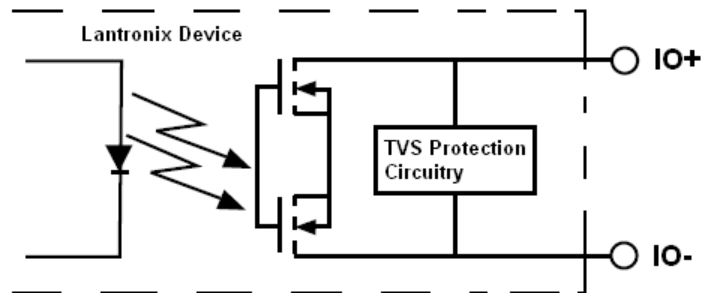 Lantronix Device
IO+
TVS Protection
Circuitry
IO-